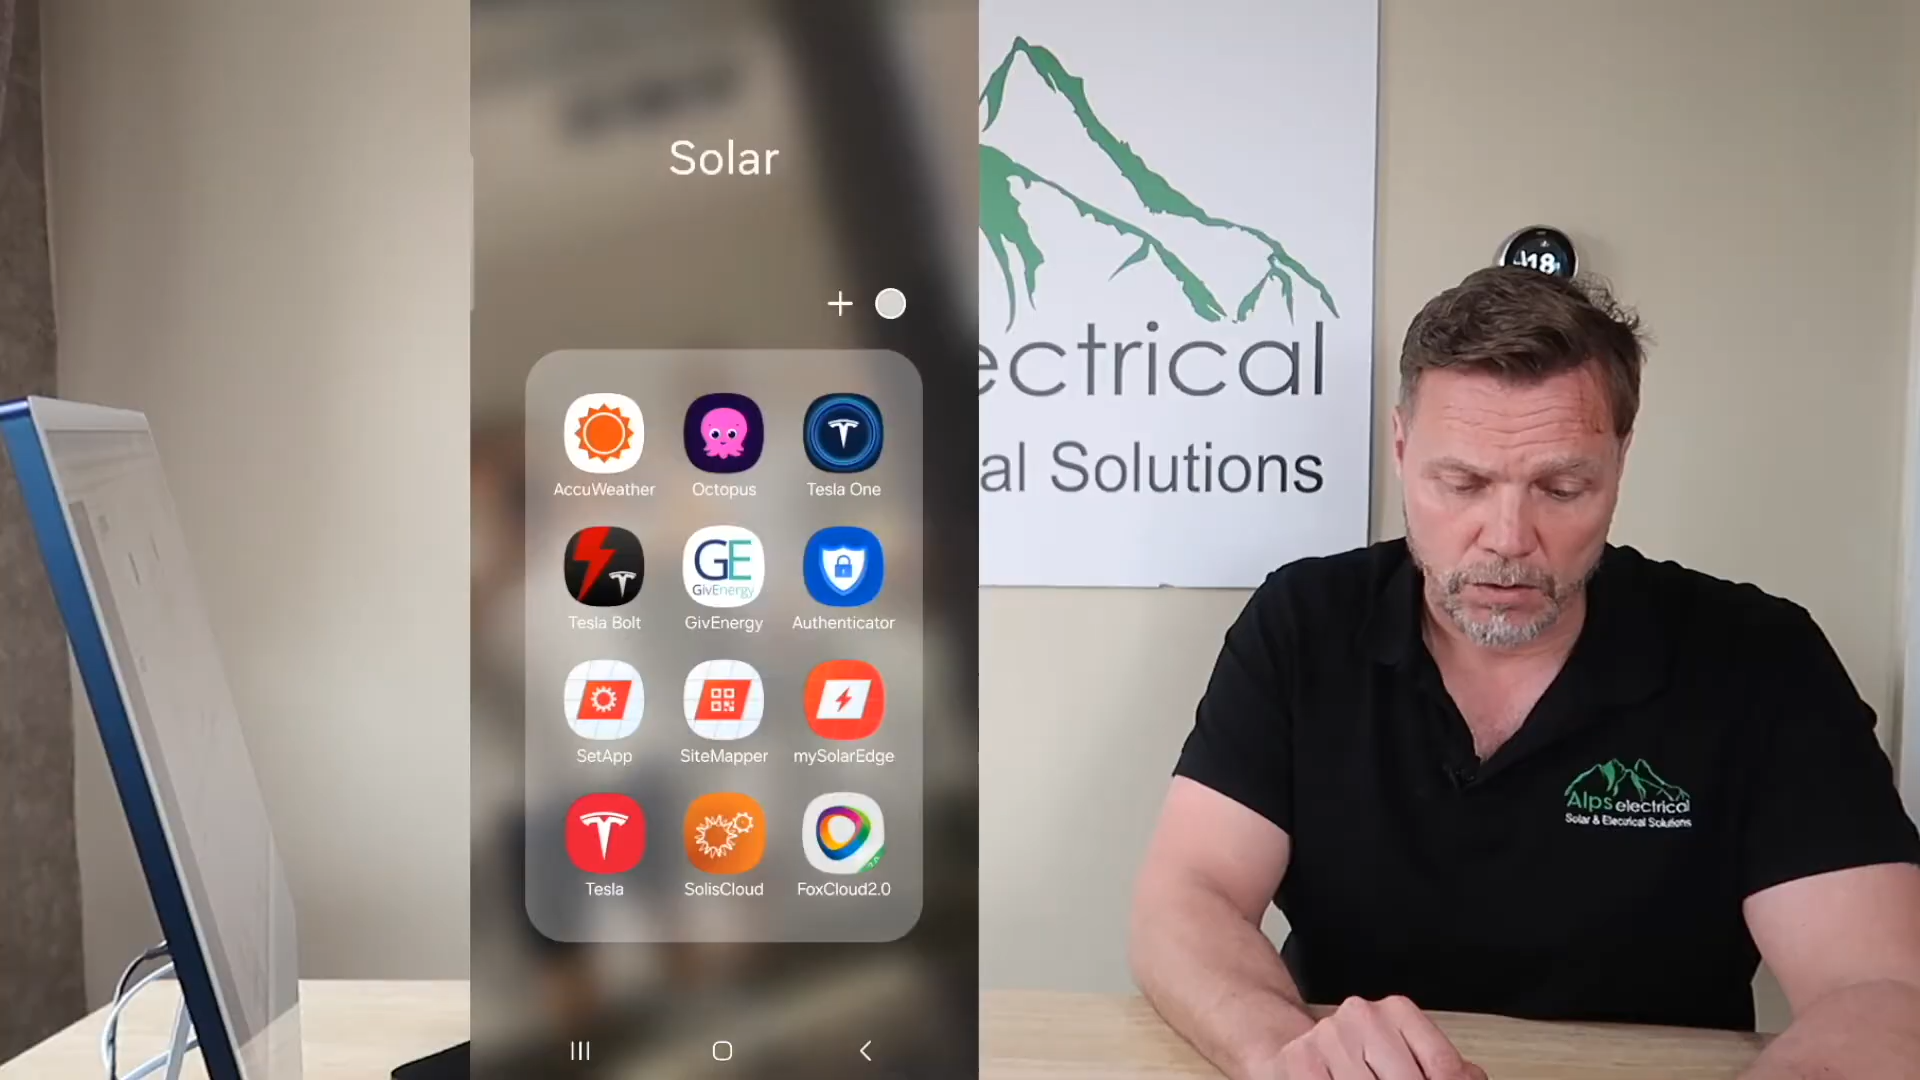 Solar
AccuWeather Octopus Tesla One
GE
GivEnergy
Tesla Bolt GivEnergy Authenticator
SetApp SiteMapper mySolarEdge
Tesla SolisCloud FoxCloud2.0
ectrical
al Solutions
18
Alps electrical
Solar & Electrical Solutions